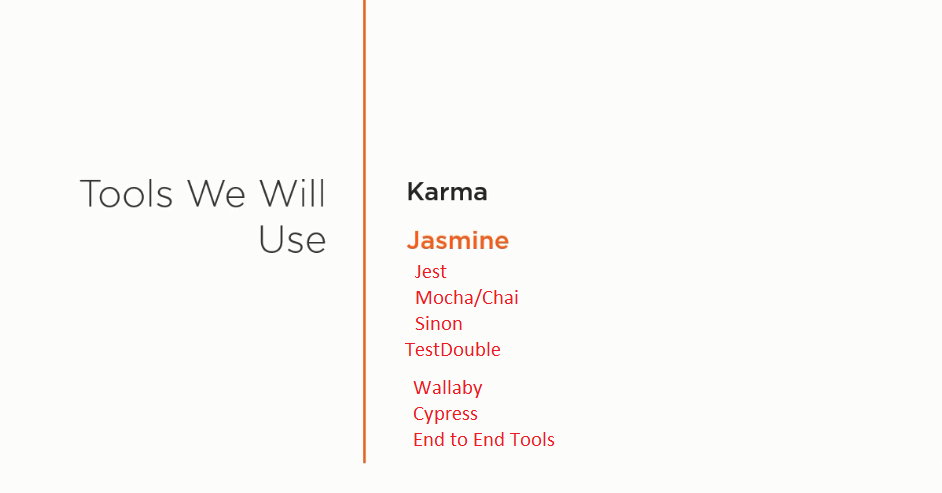 Tools We Will
Use
Karma
Jasmine
Jest
Mocha/Chai
Sinon
TestDouble
Wallaby
Cypress
End to End Tools